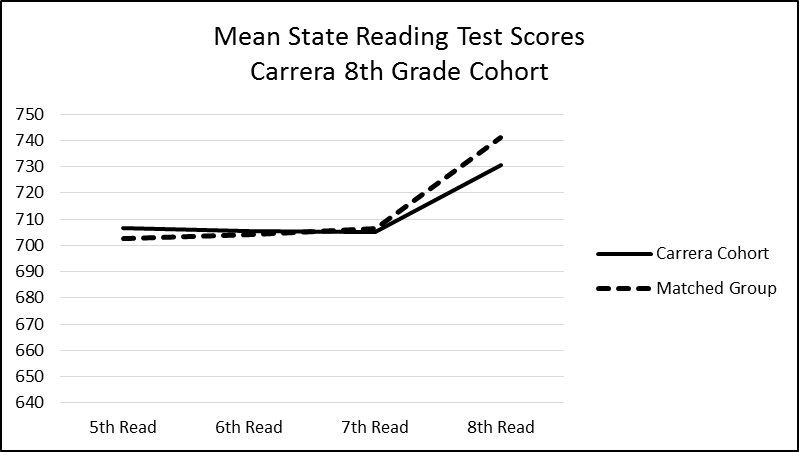 Mean State Reading Test Scores
Carrera 8th Grade Cohort
750
740
730
720
710
700
690
680
670
660
650
640
5th Read
6th Read
7th Read
8th Read
Carrera Cohort
Matched Group